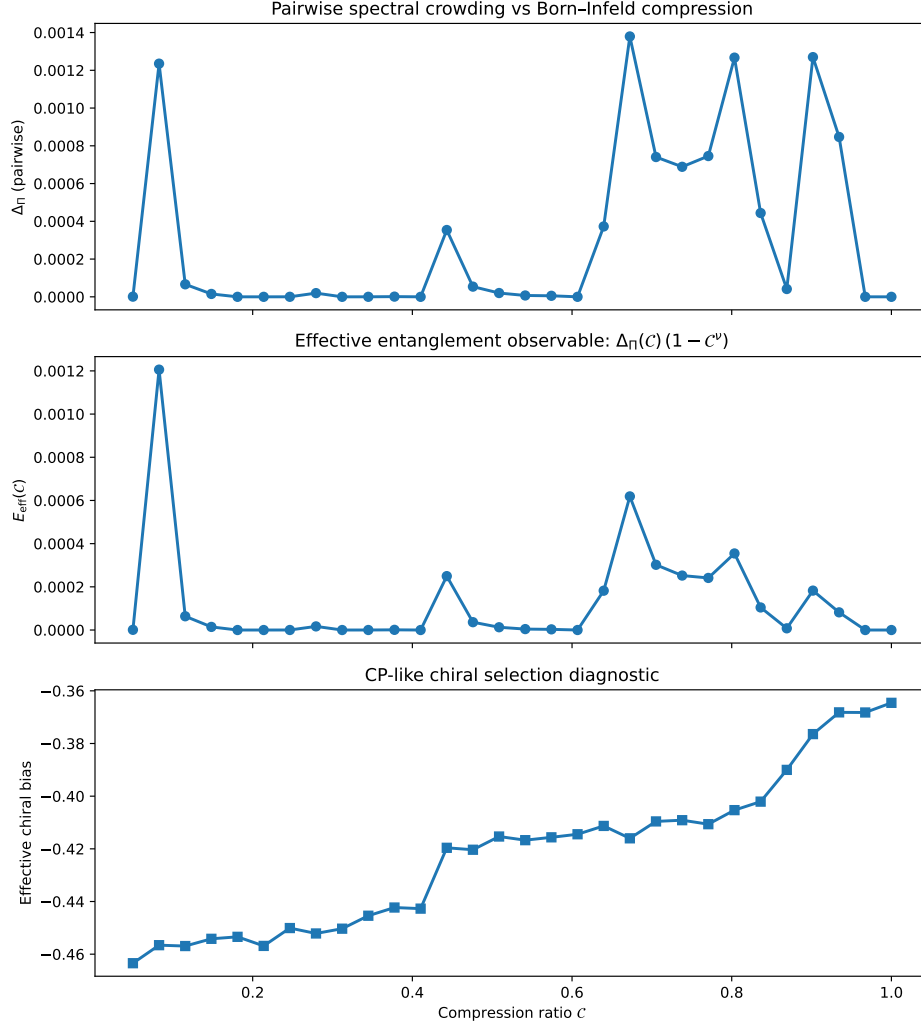 Pairwise spectral crowding vs Born–Infeld compression
0.0014
0.0012
0.0010
0.0008
0.0006
0.0004
0.0002
0.0000
Δ_Π (pairwise)
Effective entanglement observable: Δ_Π(𝒞) (1 − 𝒞^ν)
0.0012
0.0010
0.0008
0.0006
0.0004
0.0002
0.0000
E_eff(𝒞)
CP-like chiral selection diagnostic
−0.36
−0.38
−0.40
−0.42
−0.44
−0.46
Effective chiral bias
0.2 0.4 0.6 0.8 1.0
Compression ratio 𝒞